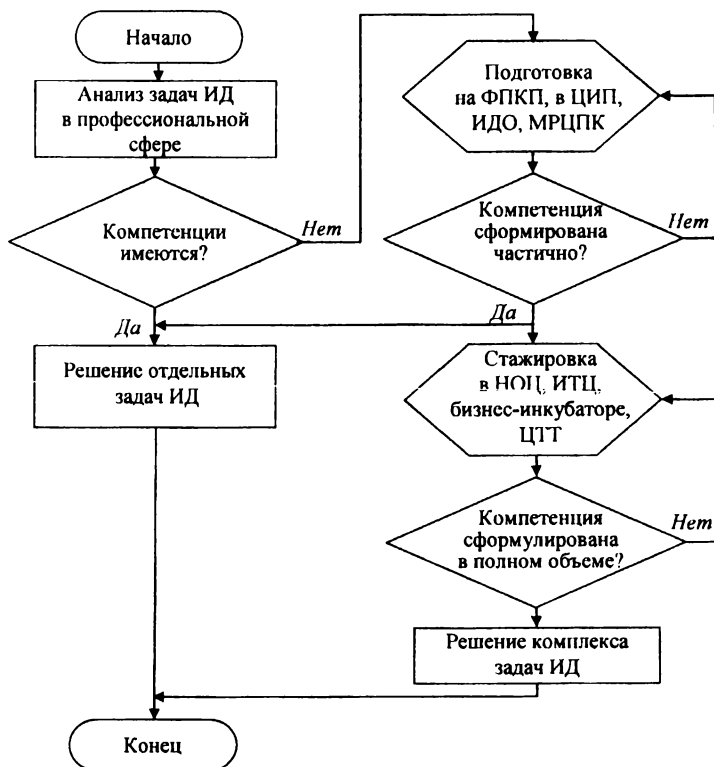 Начало
Анализ задач ИД
в профессиональной
сфере
Компетенции
имеются?
Нет
Да
Решение отдельных
задач ИД
Подготовка
на ФПКП, в ЦИП,
ИДО, МРЦПК
Компетенция
сформирована
частично?
Нет
Да
Стажировка
в НОЦ, ИТЦ,
бизнес-инкубаторе,
ЦТТ
Компетенция
сформулирована
в полном объеме?
Нет
Решение комплекса
задач ИД
Конец